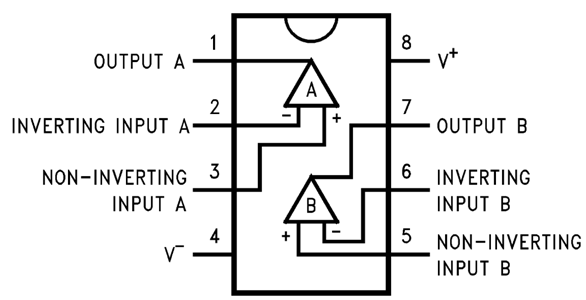 1
OUTPUT A
2
INVERTING INPUT A
3
NON-INVERTING
INPUT A
4
V⁻
A
- +
B
+ -
8
V⁺
7
OUTPUT B
6
INVERTING
INPUT B
5
NON-INVERTING
INPUT B